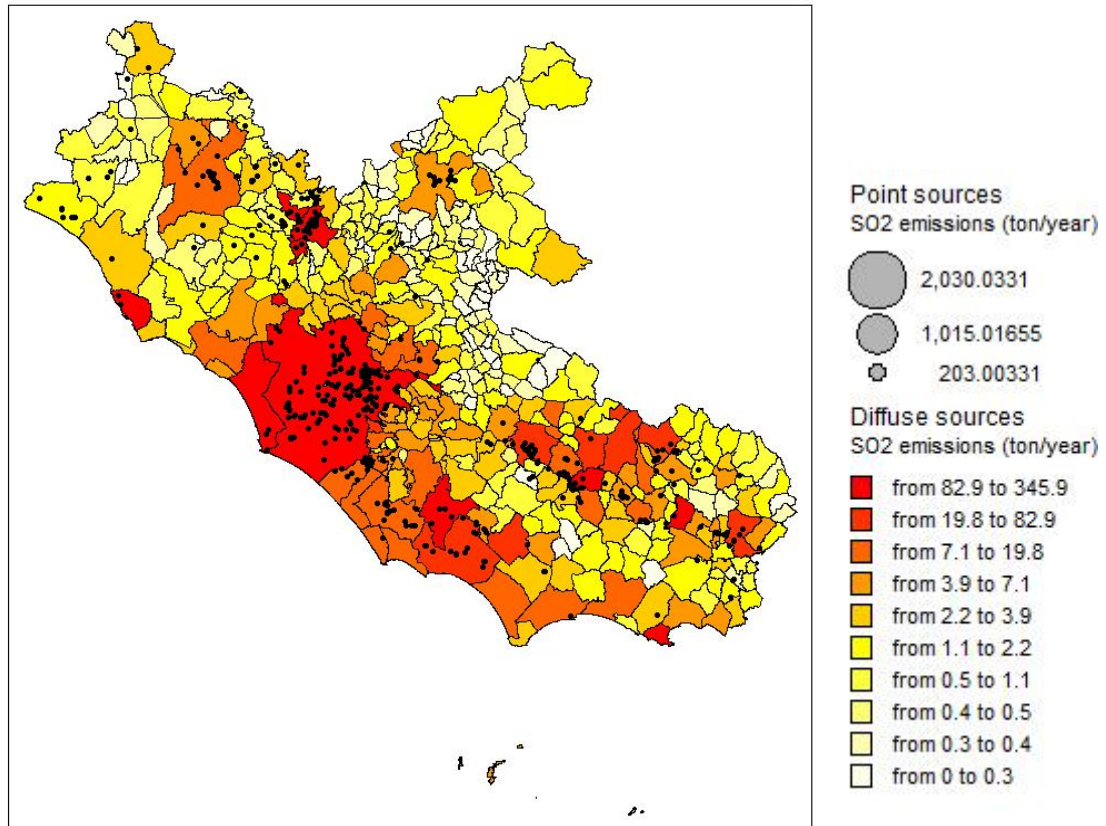 Point sources
SO2 emissions (ton/year)
2,030.0331
1,015.01655
203.00331
Diffuse sources
SO2 emissions (ton/year)
from 82.9 to 345.9
from 19.8 to 82.9
from 7.1 to 19.8
from 3.9 to 7.1
from 2.2 to 3.9
from 1.1 to 2.2
from 0.5 to 1.1
from 0.4 to 0.5
from 0.3 to 0.4
from 0 to 0.3